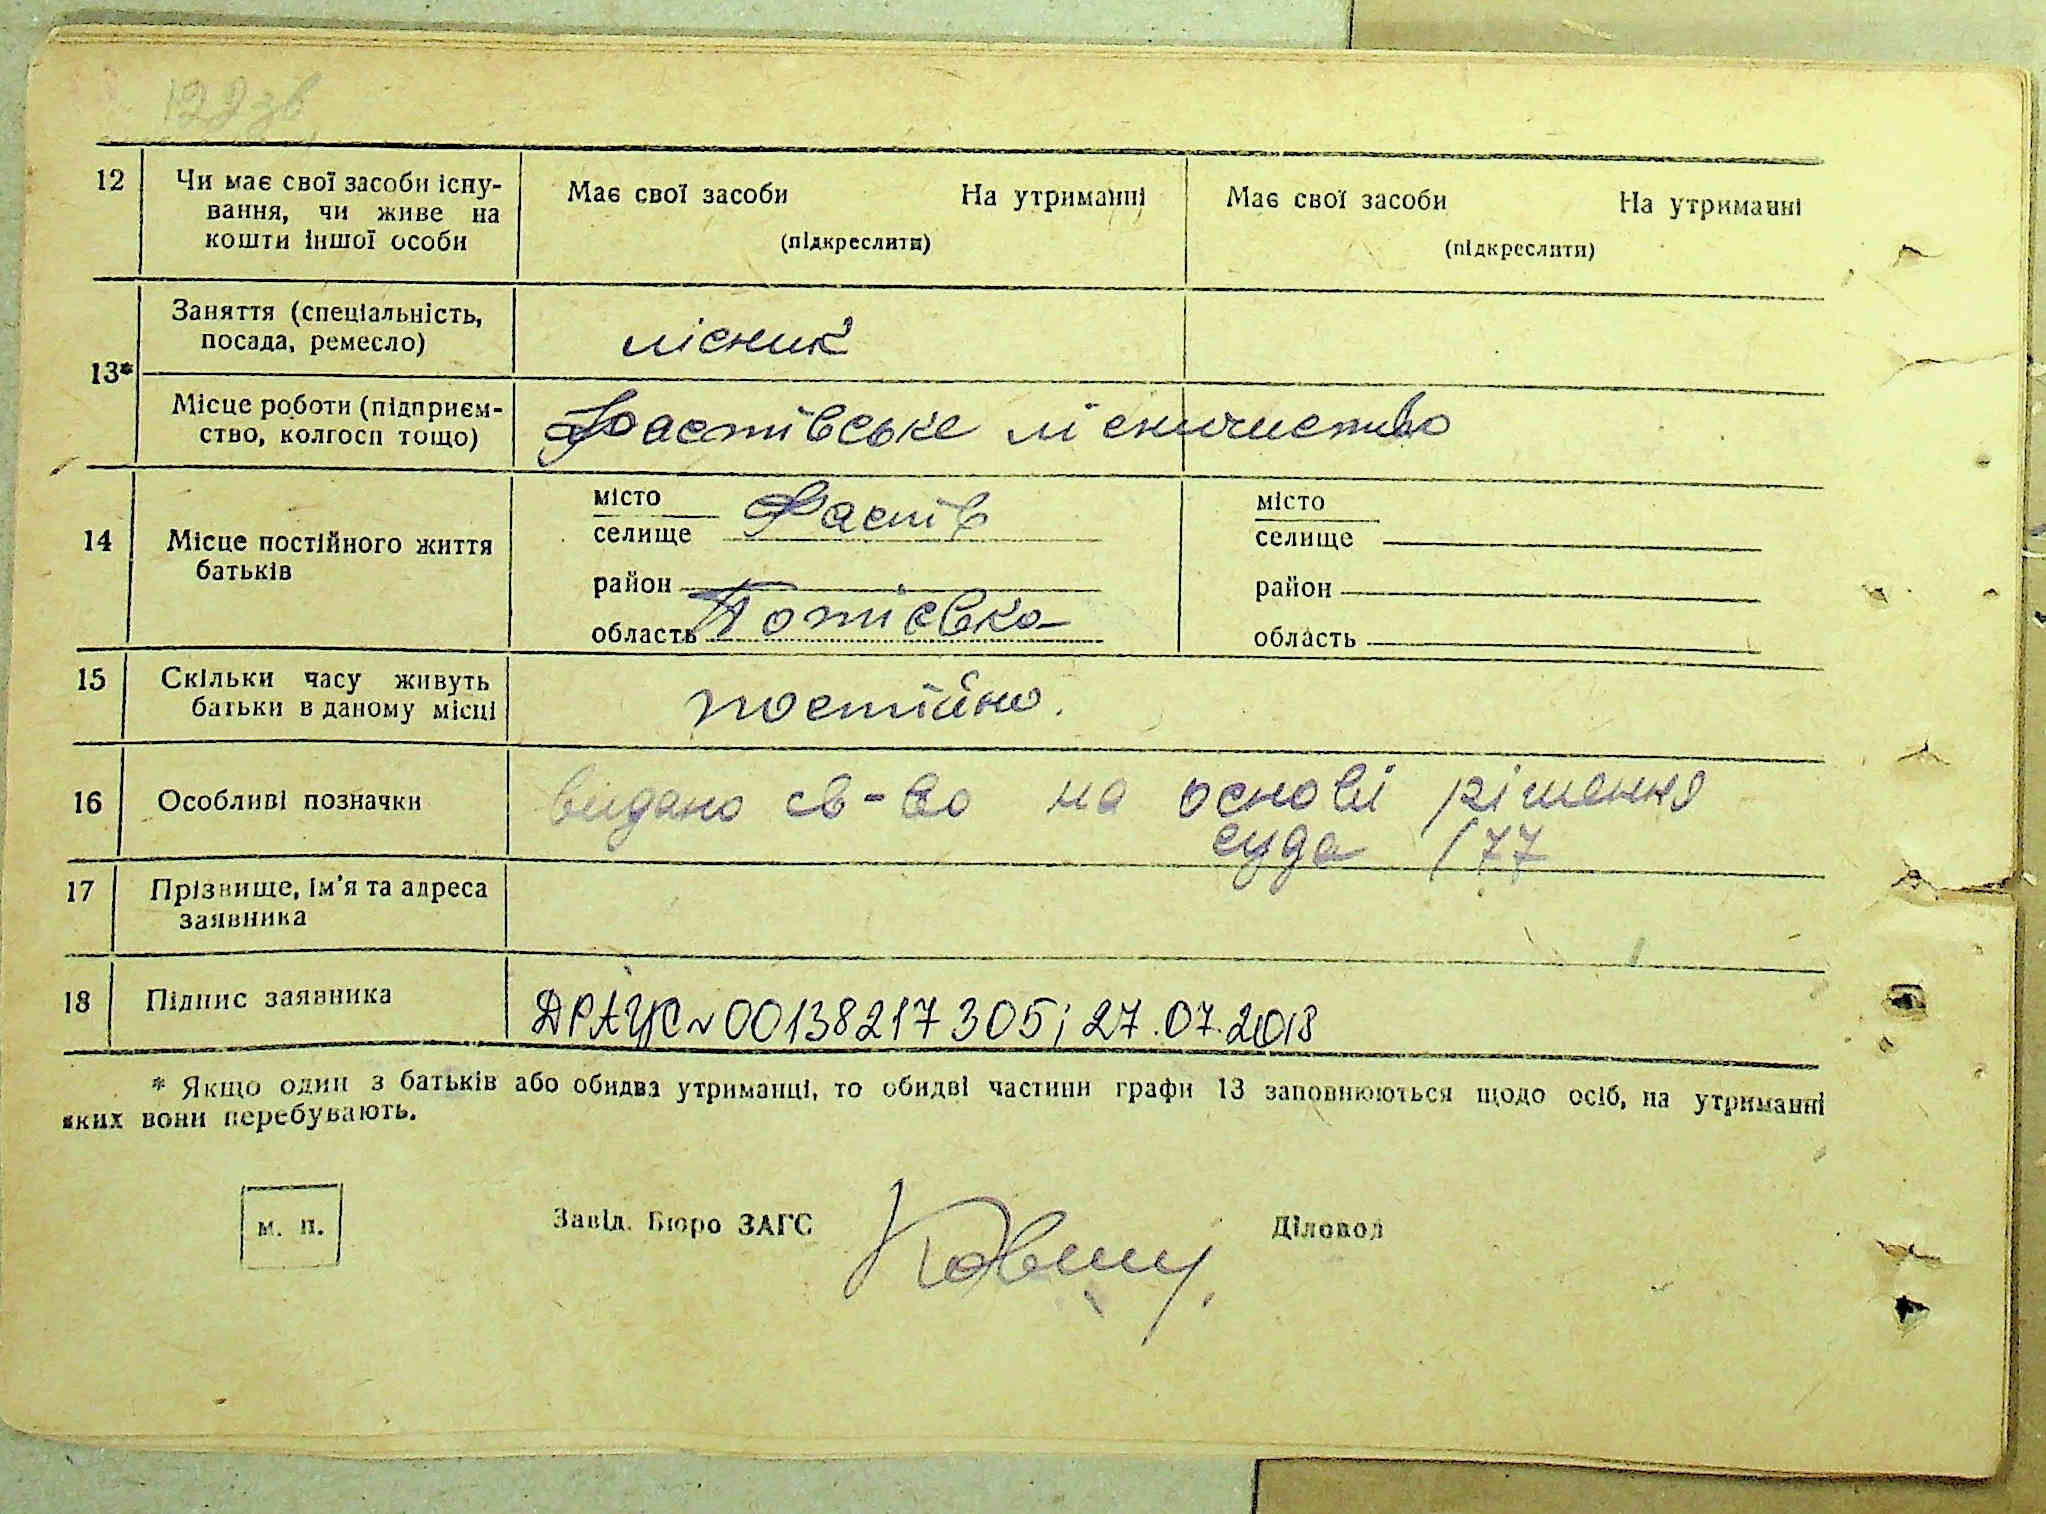 122зв
12 Чи має свої засоби існу-
вання, чи живе на
кошти іншої особи
Має свої засоби На утриманні
(підкреслити)
Має свої засоби На утриманні
(підкреслити)
13*
Заняття (спеціальність,
посада, ремесло)
лісник
Місце роботи (підприєм-
ство, колгосп тощо)
Фастівське лісничиство
14 Місце постійного життя
батьків
місто
селище Фастів
район
область Потіївка
місто
селище
район
область
15 Скільки часу живуть
батьки в даному місці
постійно.
16 Особливі позначки
видано св-во на основі рішення
суда /77
17 Прізвище, ім'я та адреса
заявника
18 Підпис заявника
ДРАЦС № 00138217305; 27.07.2018
* Якщо один з батьків або обидва утриманці, то обидві частини графи 13 заповнюються щодо осіб, на утриманні
яких вони перебувають.
м. п.
Завід. Бюро ЗАГС
Діловод